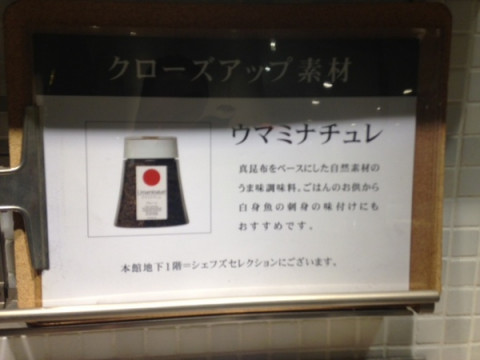 クローズアップ素材
ウマミナチュレ
真昆布をベースにした自然素材の
うま味調味料、ごはんのお供から
白身魚の刺身の味付けにも
おすすめです。
本館地下1階=シェフズセレクションにございます。